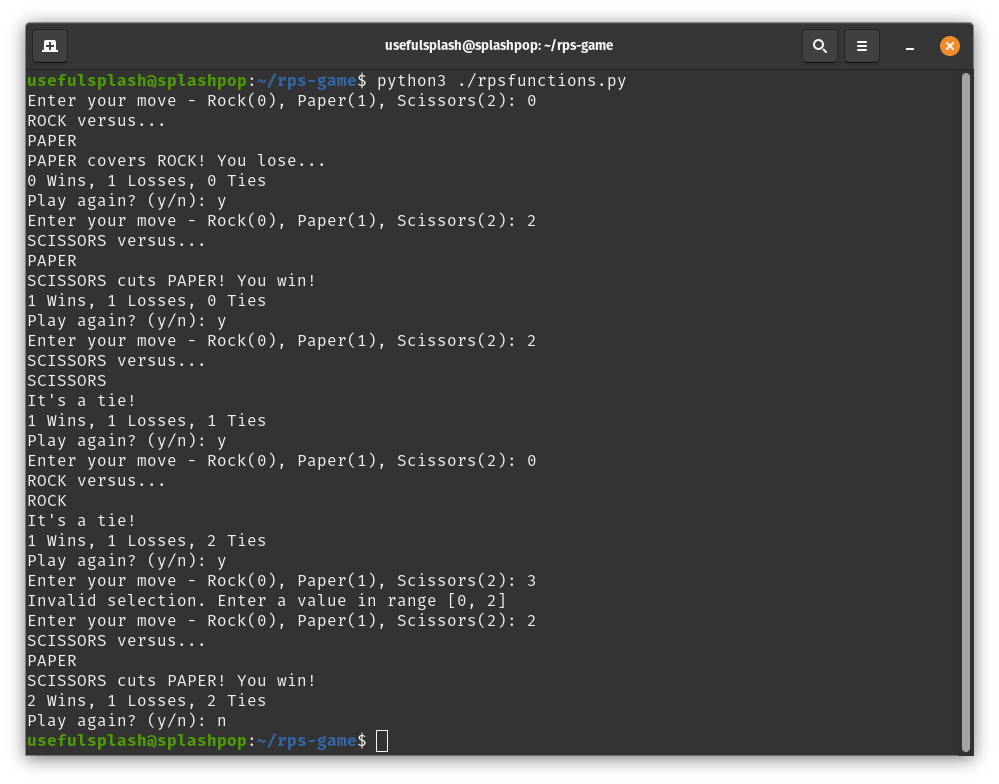 usefulsplash@splashpop: ~/rps-game
usefulsplash@splashpop:~/rps-game$ python3 ./rpsfunctions.py
Enter your move - Rock(0), Paper(1), Scissors(2): 0
ROCK versus...
PAPER
PAPER covers ROCK! You lose...
0 Wins, 1 Losses, 0 Ties
Play again? (y/n): y
Enter your move - Rock(0), Paper(1), Scissors(2): 2
SCISSORS versus...
PAPER
SCISSORS cuts PAPER! You win!
1 Wins, 1 Losses, 0 Ties
Play again? (y/n): y
Enter your move - Rock(0), Paper(1), Scissors(2): 2
SCISSORS versus...
SCISSORS
It's a tie!
1 Wins, 1 Losses, 1 Ties
Play again? (y/n): y
Enter your move - Rock(0), Paper(1), Scissors(2): 0
ROCK versus...
ROCK
It's a tie!
1 Wins, 1 Losses, 2 Ties
Play again? (y/n): y
Enter your move - Rock(0), Paper(1), Scissors(2): 3
Invalid selection. Enter a value in range [0, 2]
Enter your move - Rock(0), Paper(1), Scissors(2): 2
SCISSORS versus...
PAPER
SCISSORS cuts PAPER! You win!
2 Wins, 1 Losses, 2 Ties
Play again? (y/n): n
usefulsplash@splashpop:~/rps-game$